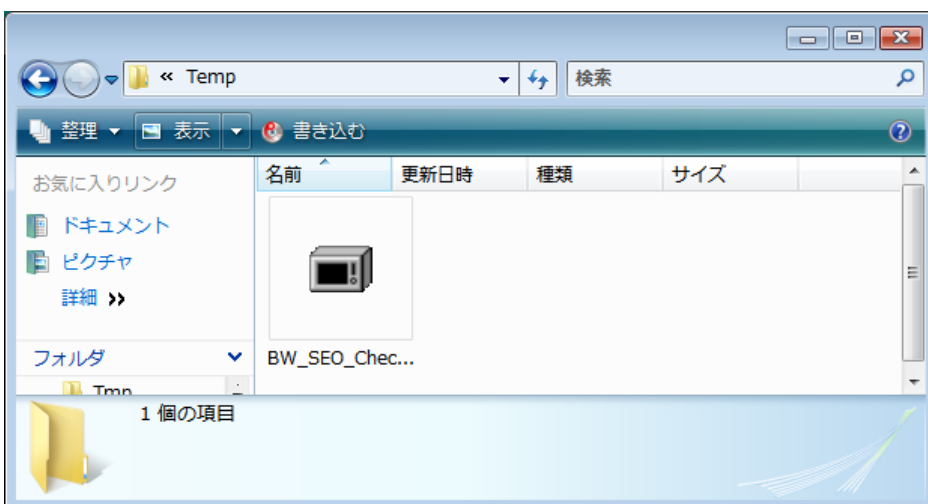 « Temp
検索
整理
表示
書き込む
お気に入りリンク
ドキュメント
ピクチャ
詳細 »
フォルダ
Tmp
名前
更新日時
種類
サイズ
BW_SEO_Chec...
1 個の項目